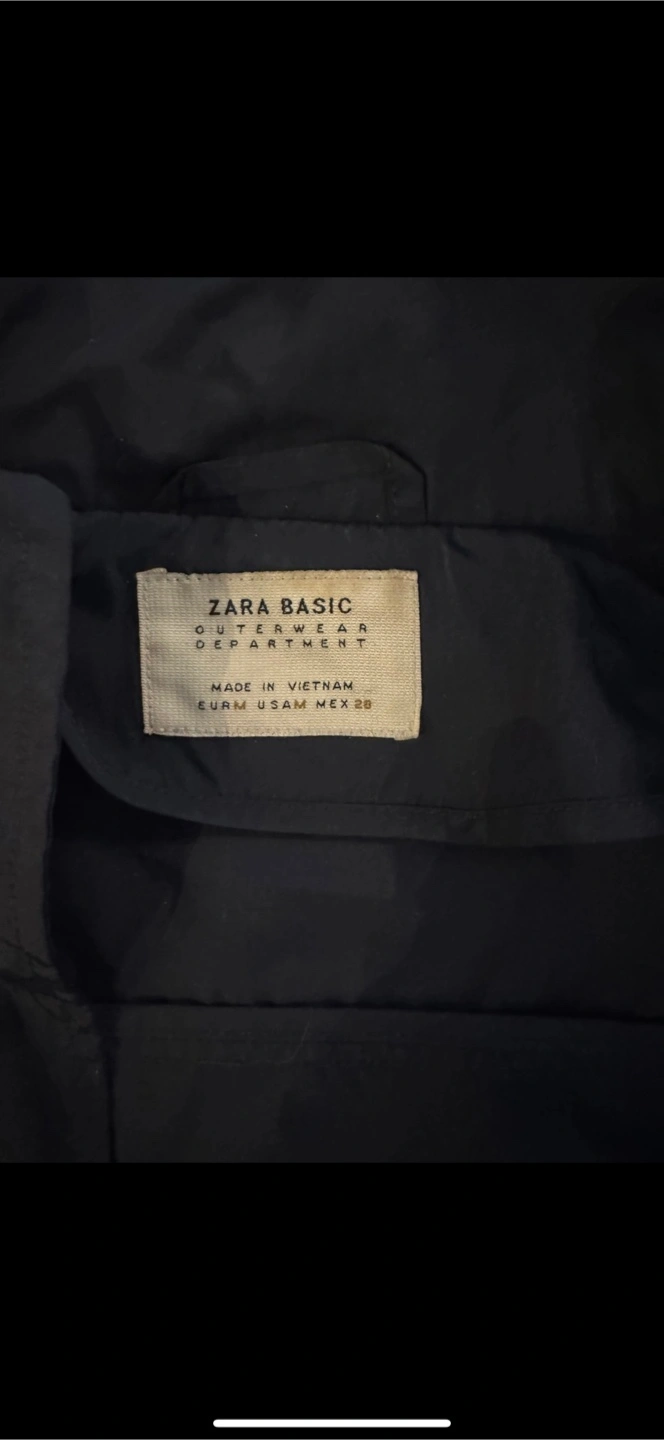 ZARA BASIC
OUTERWEAR
DEPARTMENT
MADE IN VIETNAM
EUR M USA M MEX 28